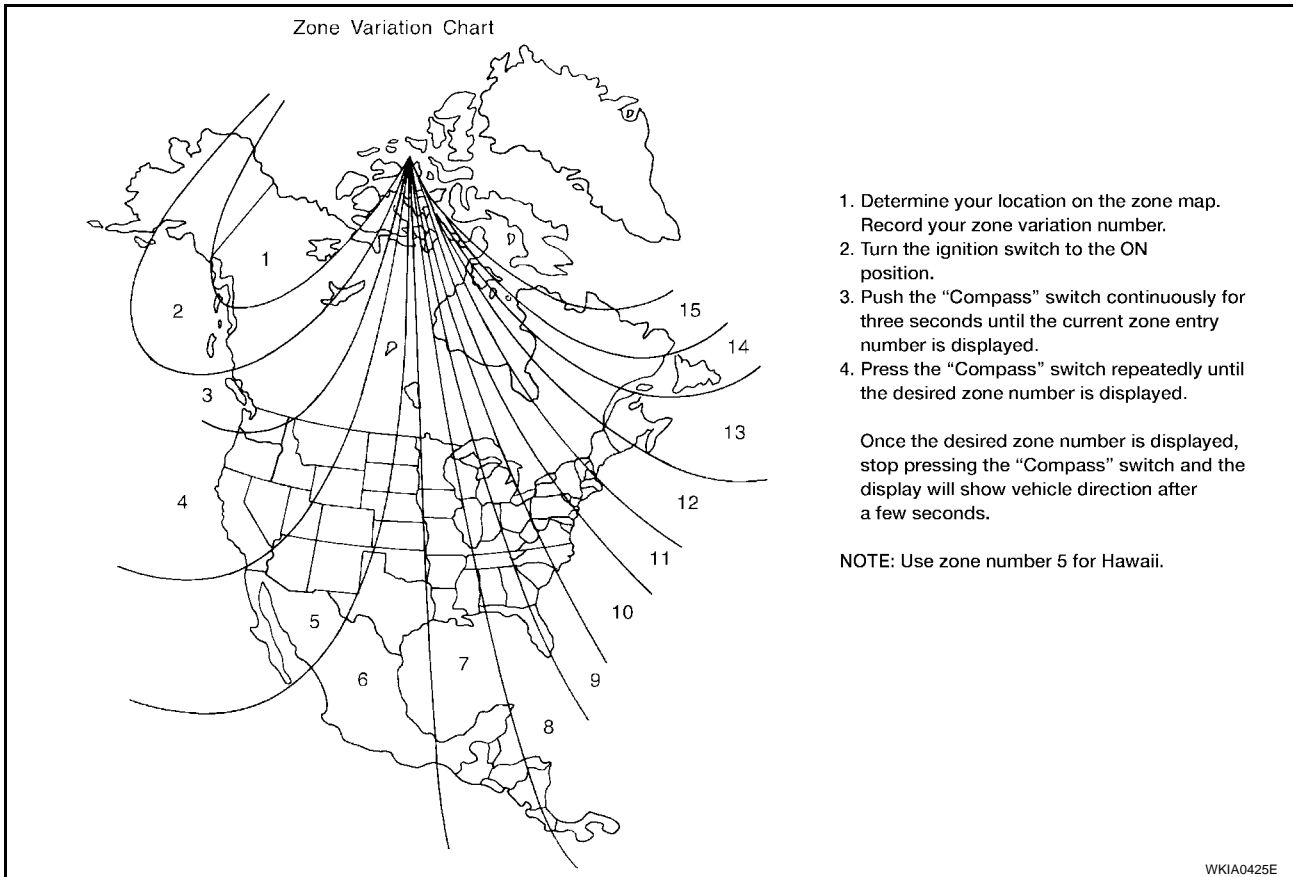 Zone Variation Chart
1
2
3
4
5
6
7
8
9
10
11
12
13
14
15
D
1. Determine your location on the zone map.
Record your zone variation number.
2. Turn the ignition switch to the ON
position.
3. Push the “Compass” switch continuously for
three seconds until the current zone entry
number is displayed.
4. Press the “Compass” switch repeatedly until
the desired zone number is displayed.
Once the desired zone number is displayed,
stop pressing the “Compass” switch and the
display will show vehicle direction after
a few seconds.
NOTE: Use zone number 5 for Hawaii.
WKIA0425E